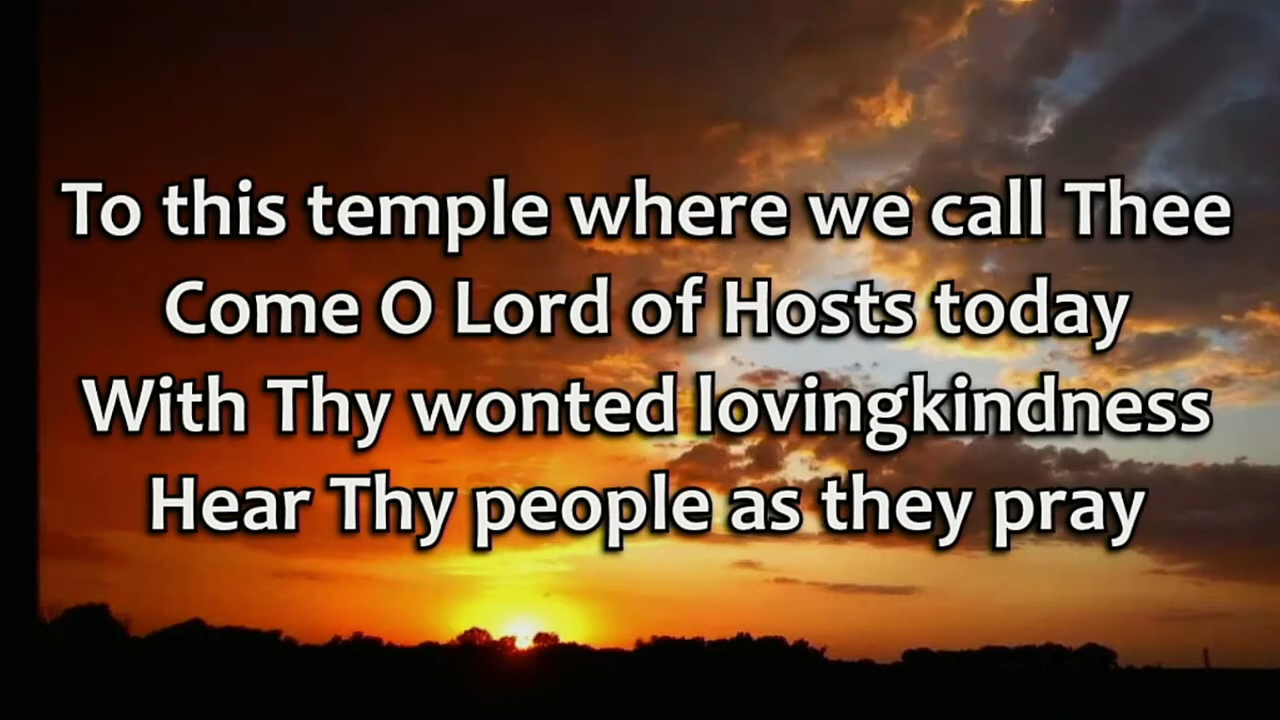 To this temple where we call Thee
Come O Lord of Hosts today
With Thy wonted lovingkindness
Hear Thy people as they pray